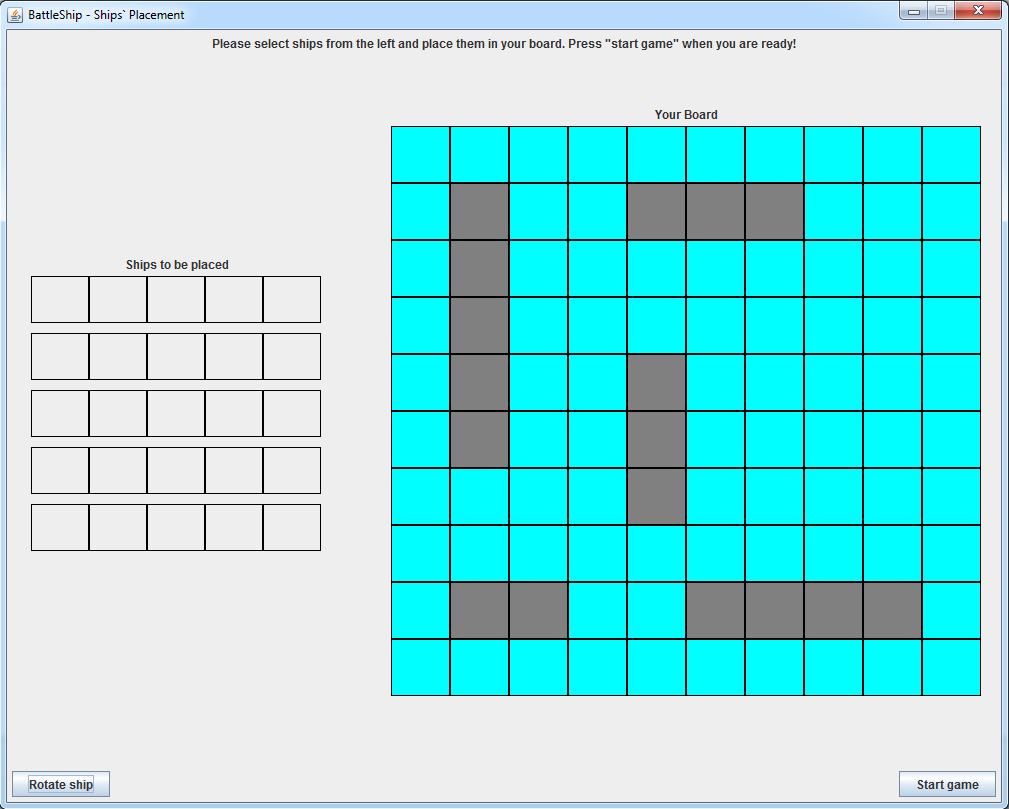 BattleShip - Ships` Placement
Please select ships from the left and place them in your board. Press "start game" when you are ready!
Your Board
Ships to be placed
Rotate ship
Start game